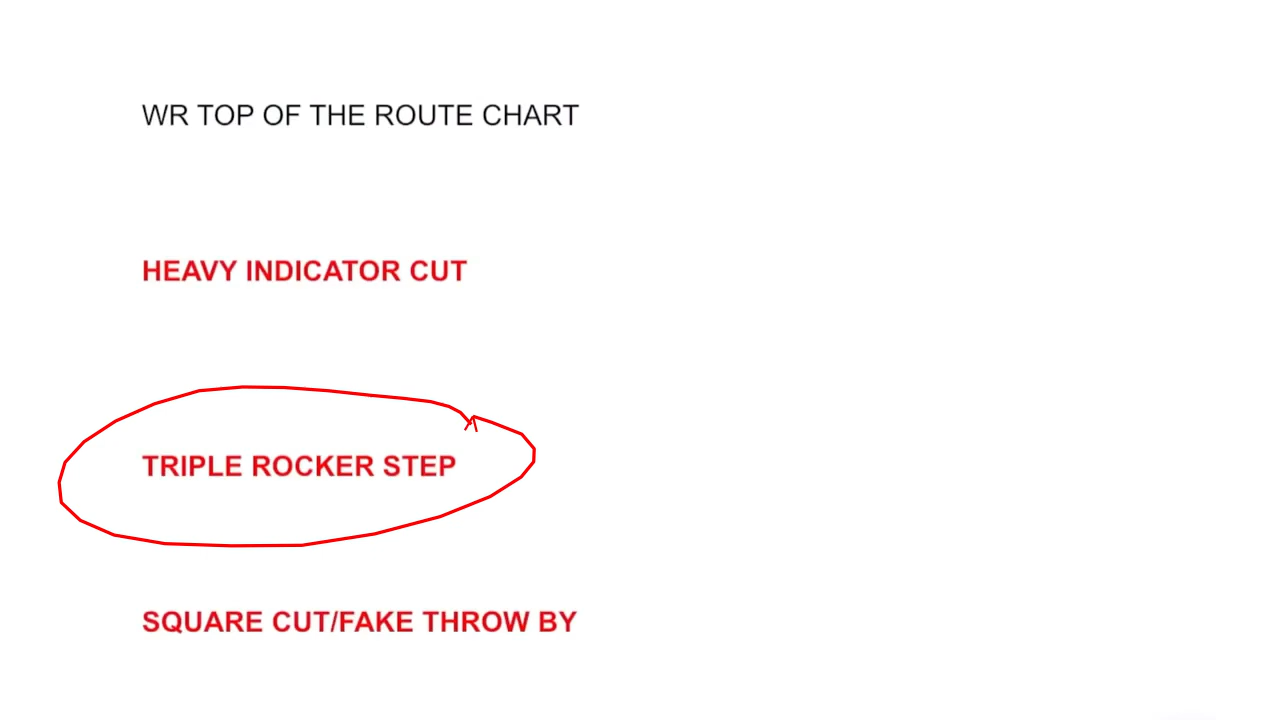 WR TOP OF THE ROUTE CHART
HEAVY INDICATOR CUT
TRIPLE ROCKER STEP
SQUARE CUT/FAKE THROW BY